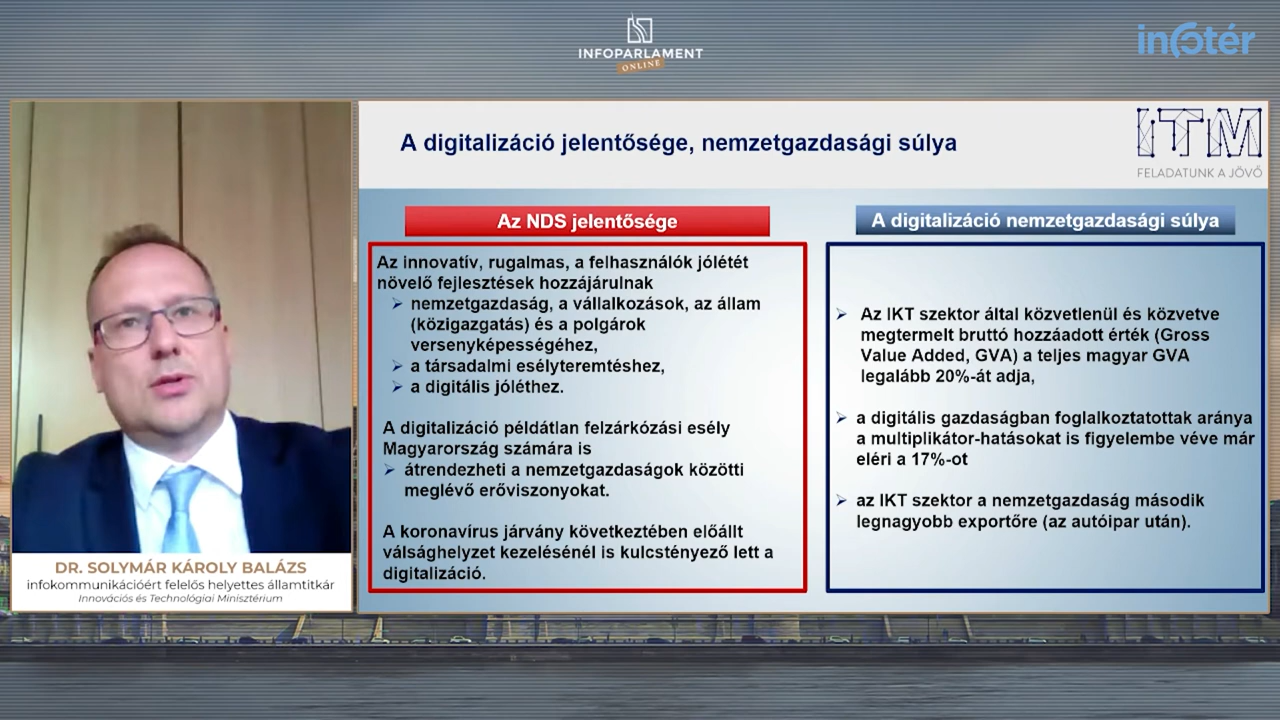 INFOPARLAMENT
ONLINE
infotér
A digitalizáció jelentősége, nemzetgazdasági súlya
ITM
FELADATUNK A JÖVŐ
Az NDS jelentősége
Az innovatív, rugalmas, a felhasználók jólétét
növelő fejlesztések hozzájárulnak
➢ nemzetgazdaság, a vállalkozások, az állam
(közigazgatás) és a polgárok
versenyképességéhez,
➢ a társadalmi esélyteremtéshez,
➢ a digitális jóléthez.
A digitalizáció példátlan felzárkózási esély
Magyarország számára is
➢ átrendezheti a nemzetgazdaságok közötti
meglévő erőviszonyokat.
A koronavírus járvány következtében előállt
válsághelyzet kezelésénél is kulcstényező lett a
digitalizáció.
A digitalizáció nemzetgazdasági súlya
➢ Az IKT szektor által közvetlenül és közvetve
megtermelt bruttó hozzáadott érték (Gross
Value Added, GVA) a teljes magyar GVA
legalább 20%-át adja,
➢ a digitális gazdaságban foglalkoztatottak aránya
a multiplikátor-hatásokat is figyelembe véve már
eléri a 17%-ot
➢ az IKT szektor a nemzetgazdaság második
legnagyobb exportőre (az autóipar után).
DR. SOLYMÁR KÁROLY BALÁZS
infokommunikációért felelős helyettes államtitkár
Innovációs és Technológiai Minisztérium